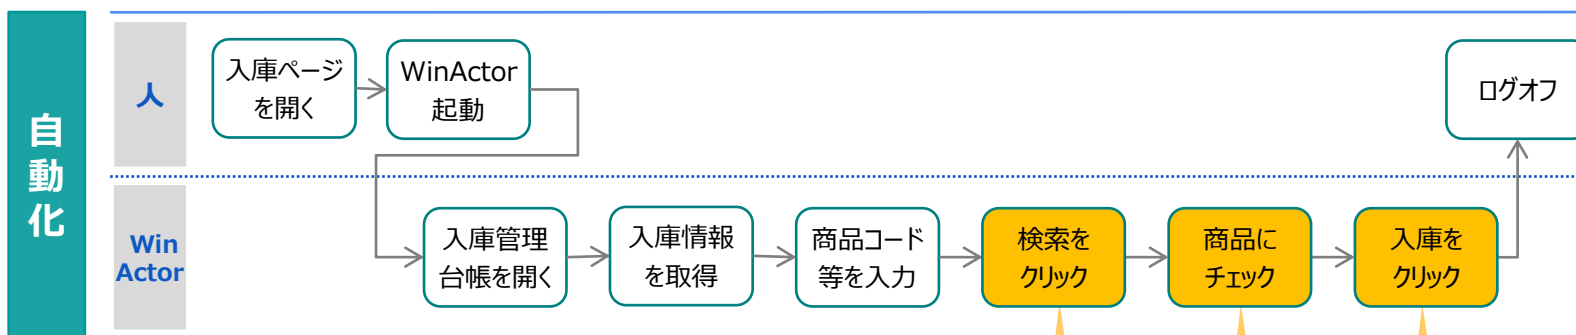 自動化
人
入庫ページ
を開く
WinActor
起動
ログオフ
Win
Actor
入庫管理
台帳を開く
入庫情報
を取得
商品コード
等を入力
検索を
クリック
商品に
チェック
入庫を
クリック